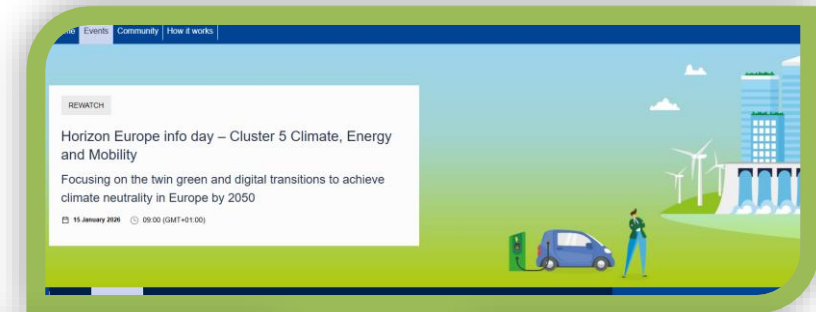 Events Community How it works
REWATCH
Horizon Europe info day – Cluster 5 Climate, Energy
and Mobility
Focusing on the twin green and digital transitions to achieve
climate neutrality in Europe by 2050
15 January 2026 09:00 (GMT+01:00)